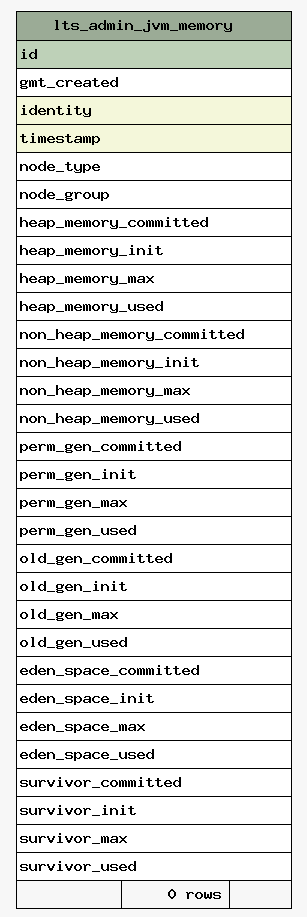 lts_admin_jvm_memory
id
gmt_created
identity
timestamp
node_type
node_group
heap_memory_committed
heap_memory_init
heap_memory_max
heap_memory_used
non_heap_memory_committed
non_heap_memory_init
non_heap_memory_max
non_heap_memory_used
perm_gen_committed
perm_gen_init
perm_gen_max
perm_gen_used
old_gen_committed
old_gen_init
old_gen_max
old_gen_used
eden_space_committed
eden_space_init
eden_space_max
eden_space_used
survivor_committed
survivor_init
survivor_max
survivor_used
0 rows